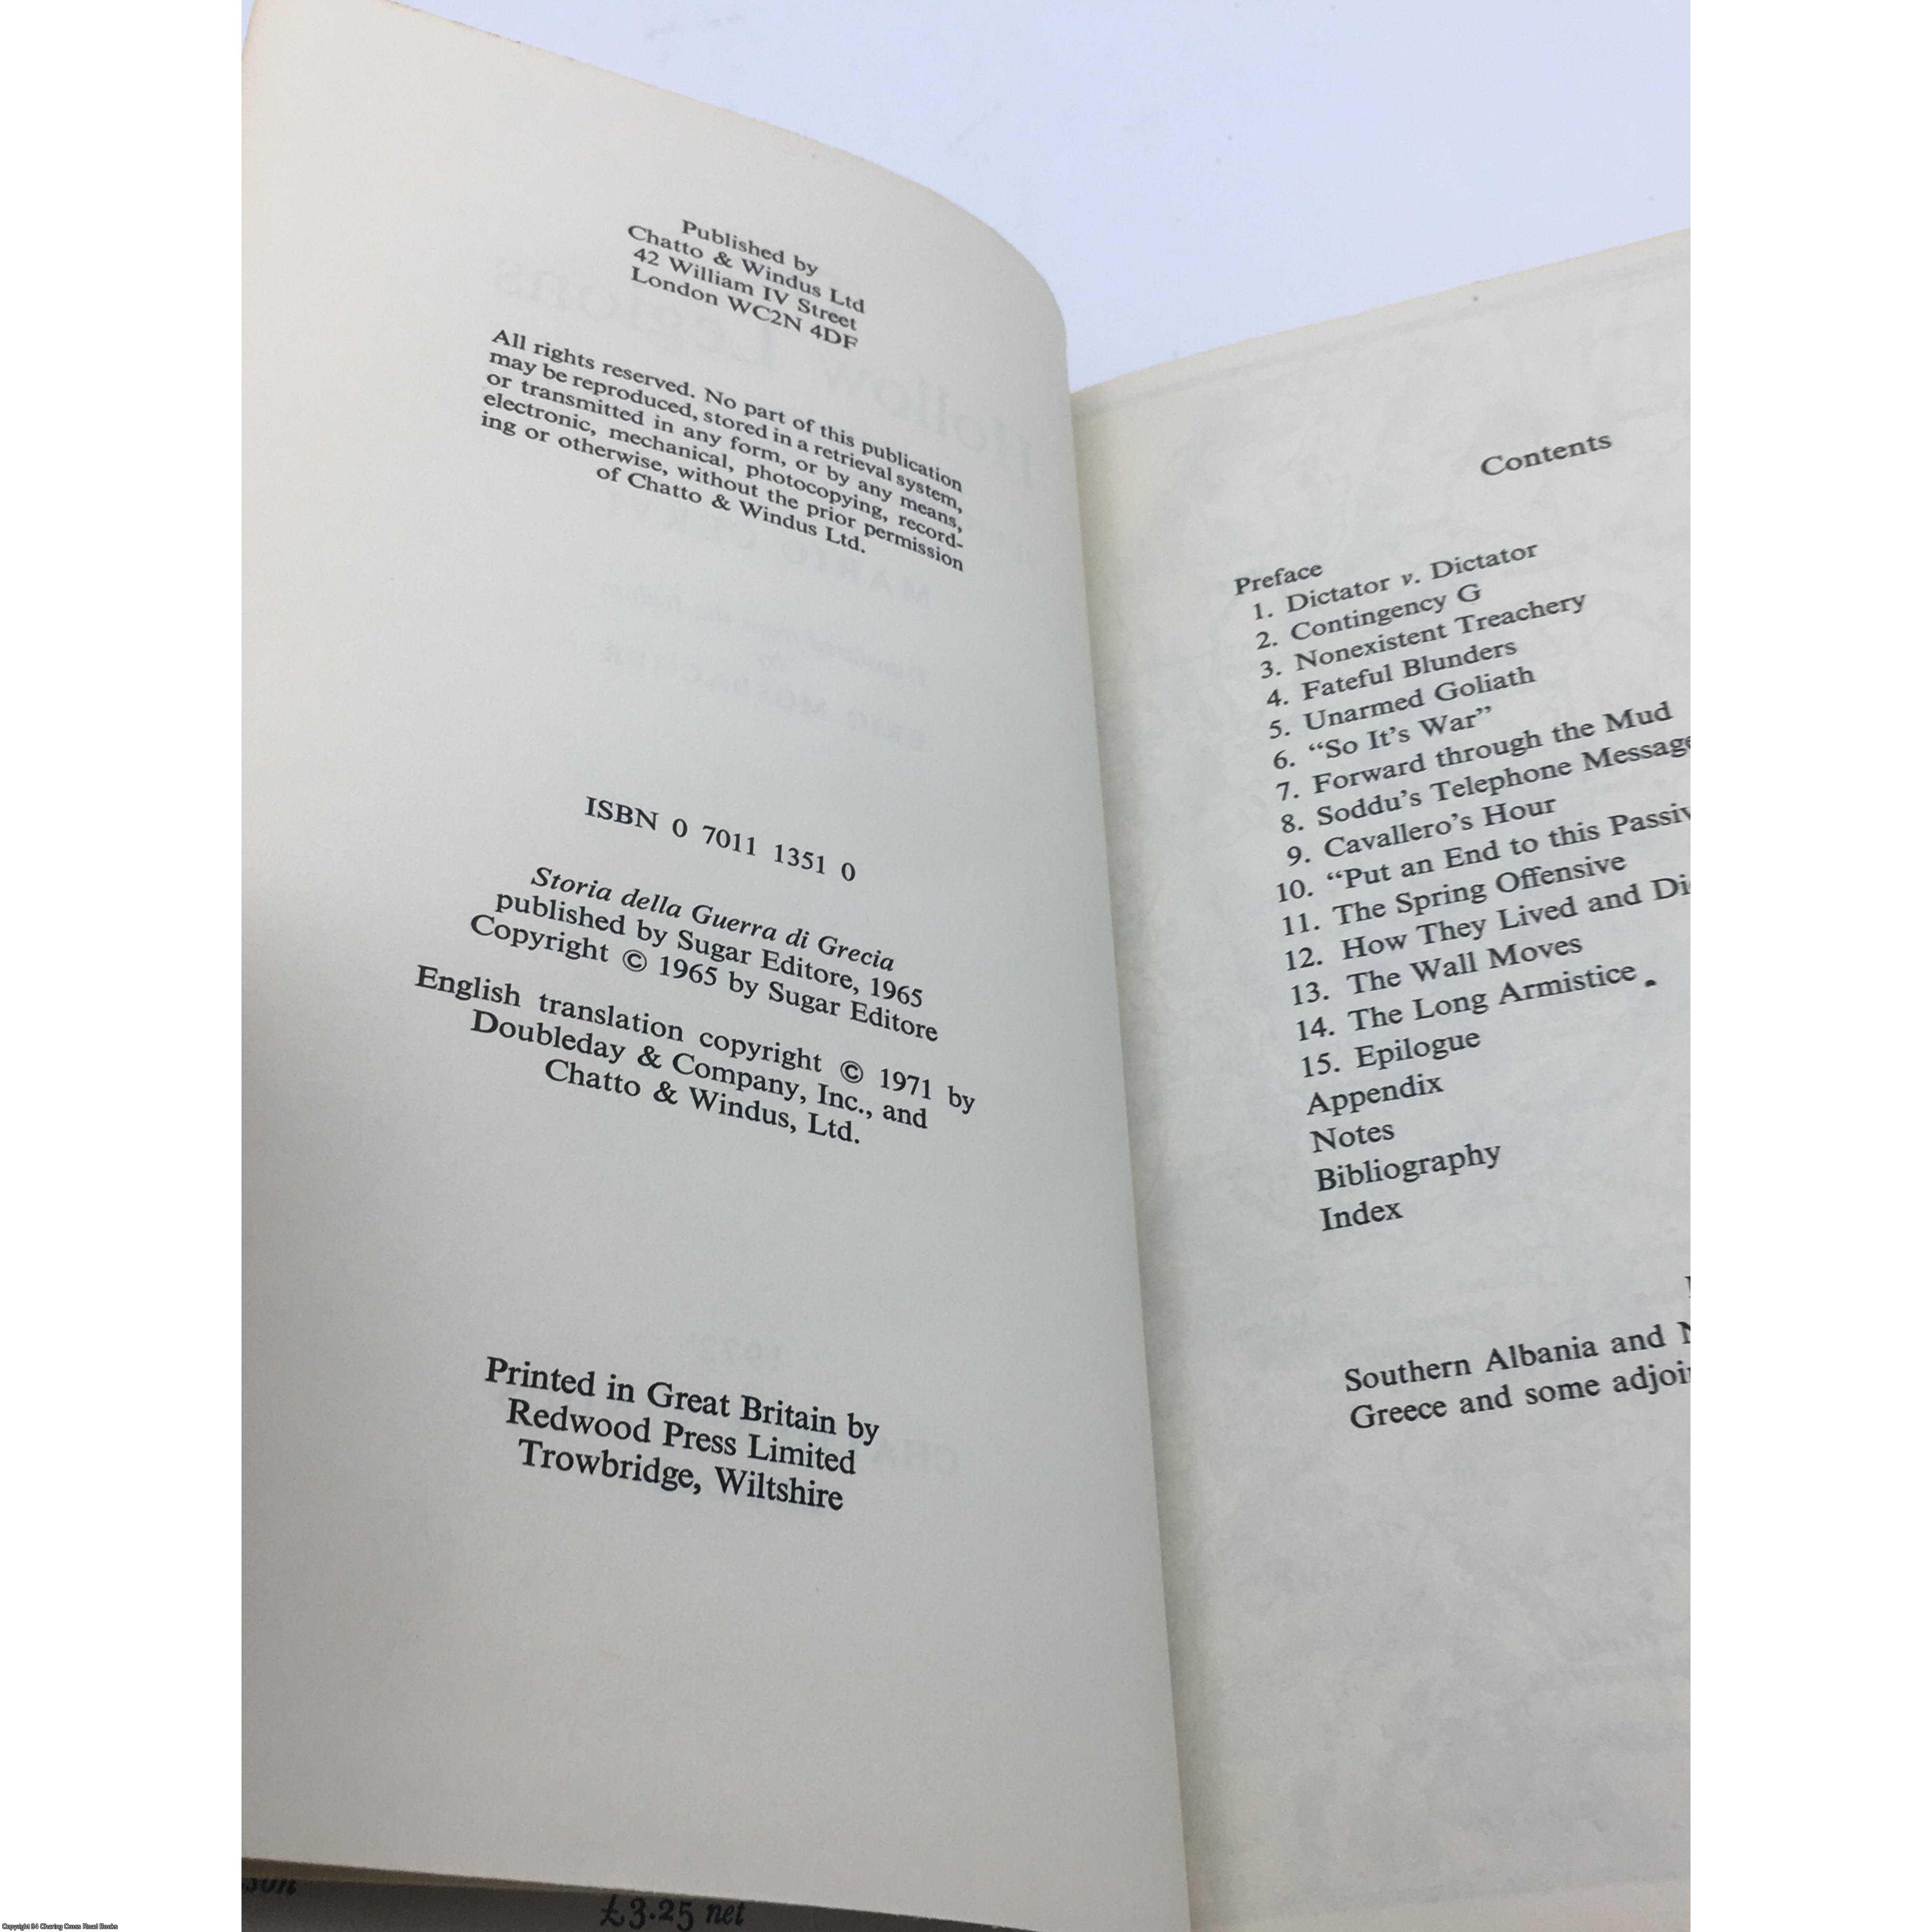 Published by
Chatto & Windus Ltd
42 William IV Street
London WC2N 4DF
All rights reserved. No part of this publication
may be reproduced, stored in a retrieval system,
or transmitted in any form, or by any means,
electronic, mechanical, photocopying, record-
ing or otherwise, without the prior permission
of Chatto & Windus Ltd.
ISBN 0 7011 1351 0
Storia della Guerra di Grecia
published by Sugar Editore, 1965
Copyright © 1965 by Sugar Editore
English translation copyright © 1971 by
Doubleday & Company, Inc., and
Chatto & Windus, Ltd.
Printed in Great Britain by
Redwood Press Limited
Trowbridge, Wiltshire
£3.25 net
Contents
Preface
1. Dictator v. Dictator
2. Contingency G
3. Nonexistent Treachery
4. Fateful Blunders
5. Unarmed Goliath
6. “So It’s War”
7. Forward through the Mud
8. Soddu’s Telephone Message
9. Cavallero’s Hour
10. “Put an End to this
11. The Spring Offensive
12. How They Lived and
13. The Wall Moves
14. The Long Armistice
15. Epilogue
Appendix
Notes
Bibliography
Index
Southern Albania and
Greece and some
Copyright 84 Charing Cross Road Books